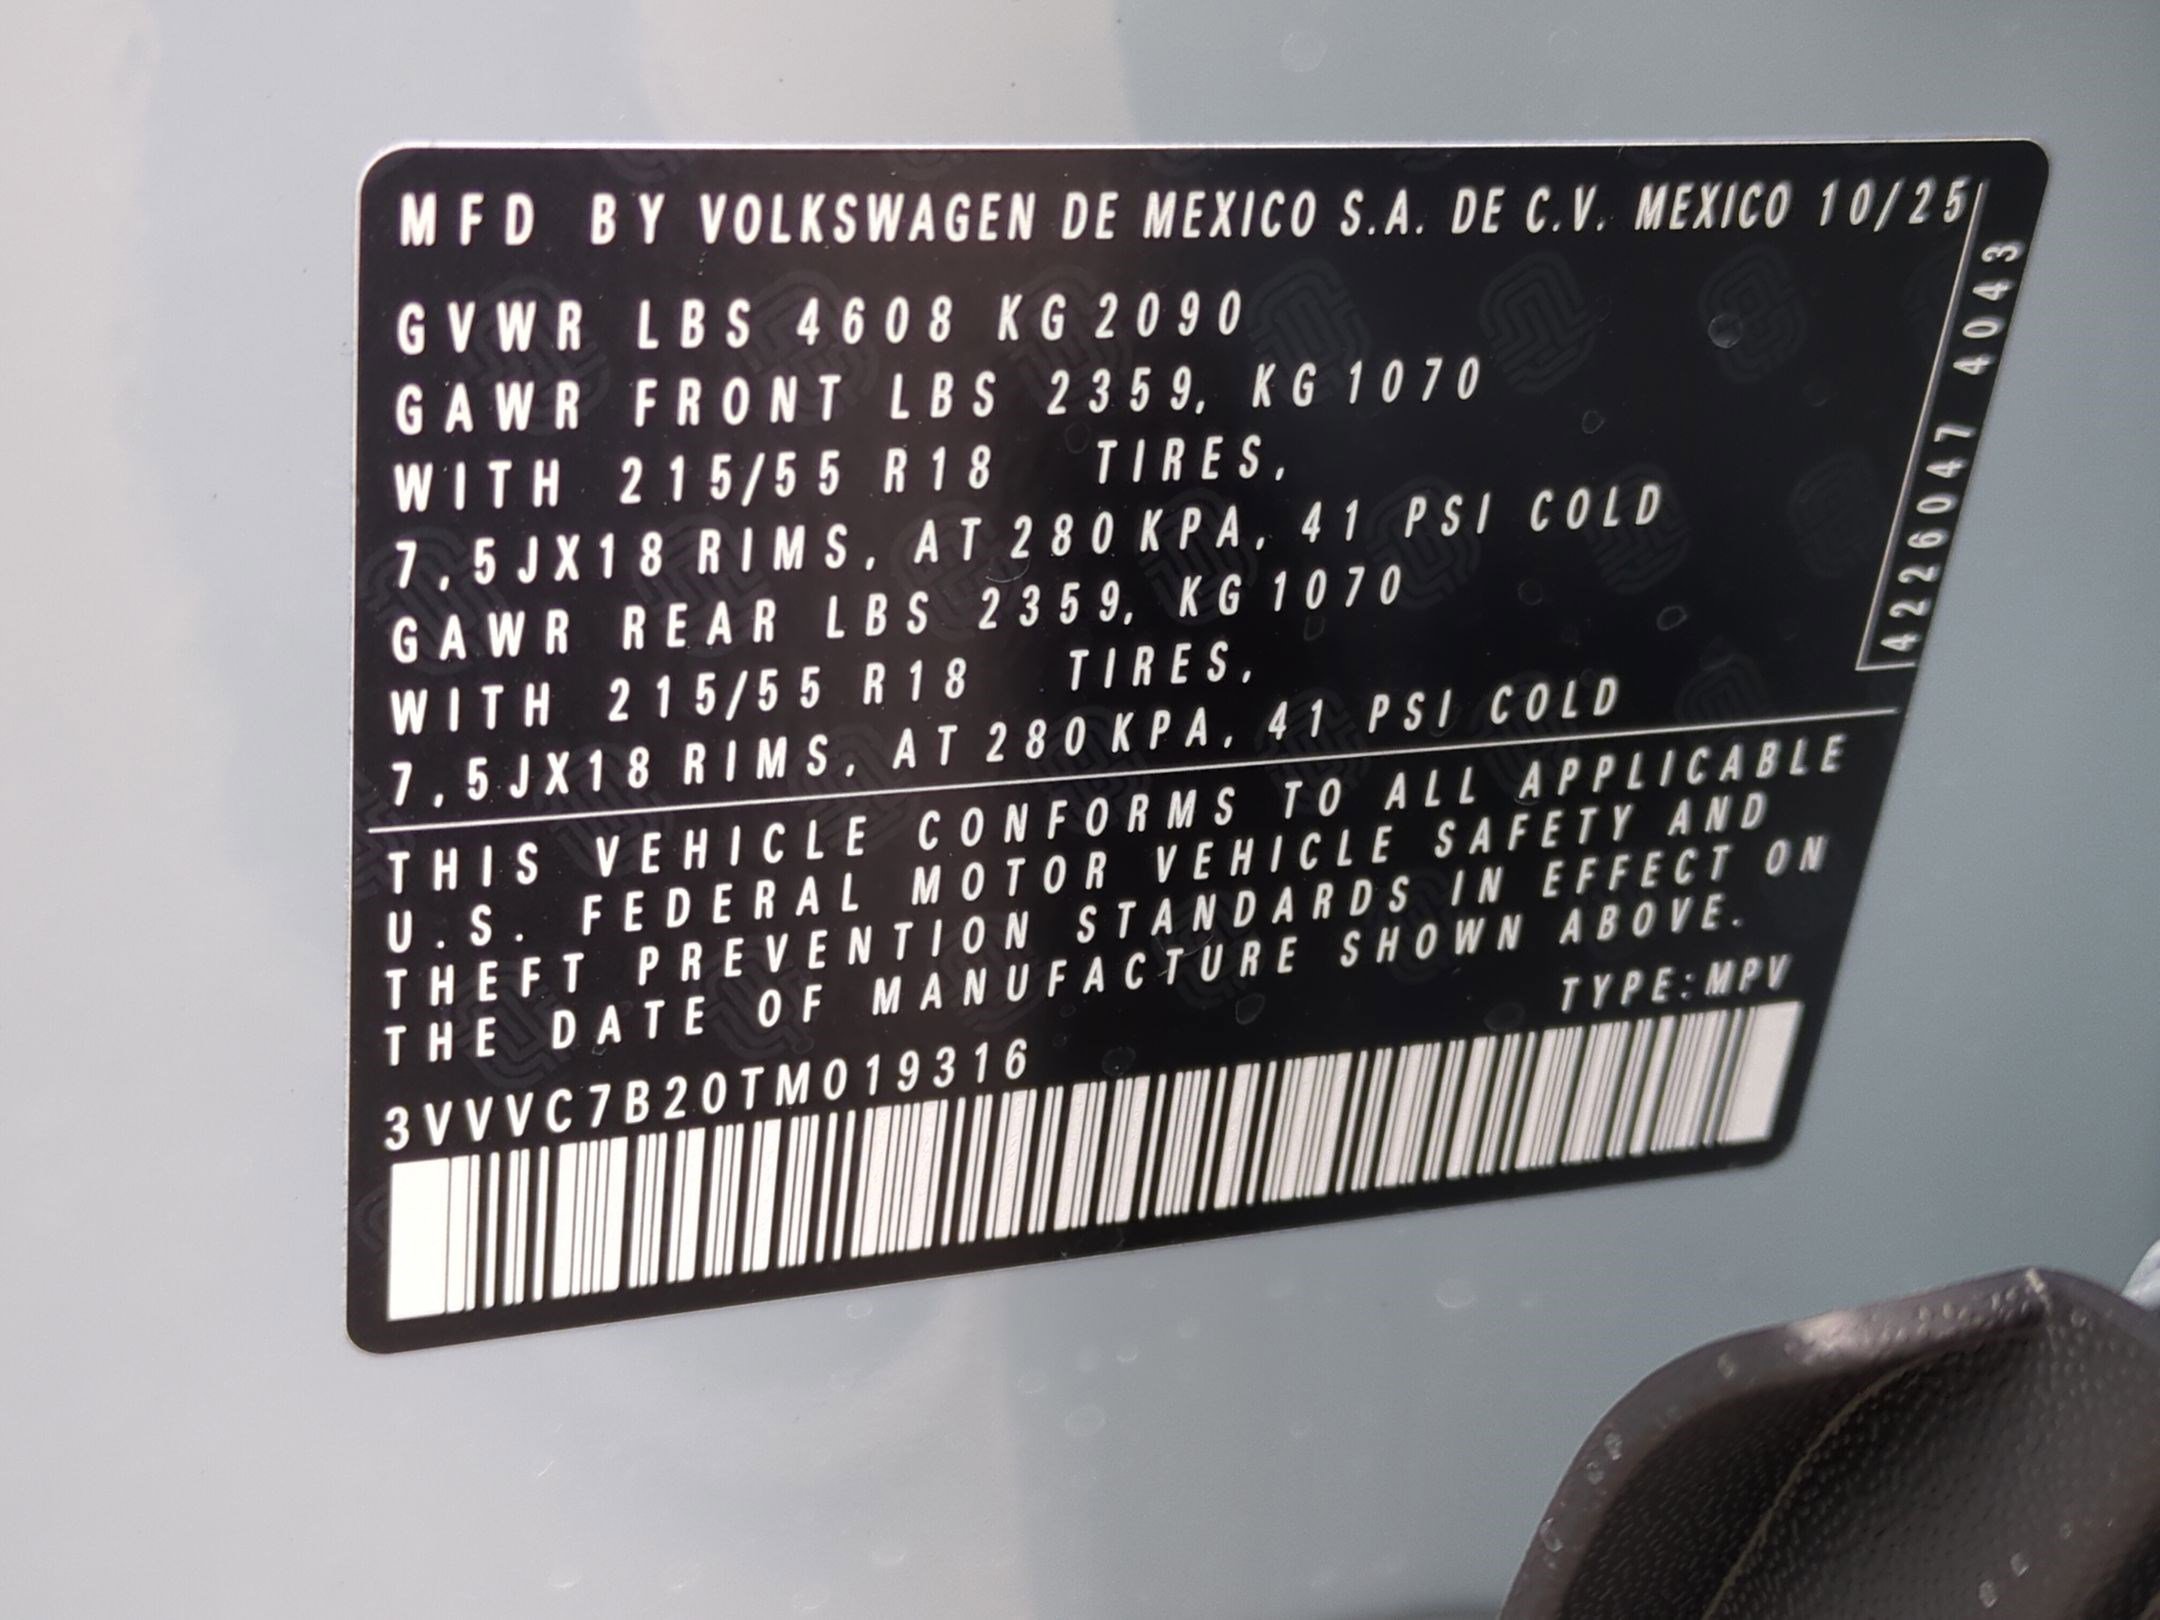 MFD BY VOLKSWAGEN DE MEXICO S.A. DE C.V. MEXICO 10/25
GVWR LBS 4608 KG 2090
GAWR FRONT LBS 2359, KG 1070
WITH 215/55 R18 TIRES,
7,5JX18 RIMS, AT 280 KPA, 41 PSI COLD
GAWR REAR LBS 2359, KG 1070
WITH 215/55 R18 TIRES,
7,5JX18 RIMS, AT 280 KPA, 41 PSI COLD
4226047 4043
THIS VEHICLE CONFORMS TO ALL APPLICABLE
U.S. FEDERAL MOTOR VEHICLE SAFETY AND
THEFT PREVENTION STANDARDS IN EFFECT ON
THE DATE OF MANUFACTURE SHOWN ABOVE.
TYPE:MPV
3VVVC7B20TM019316